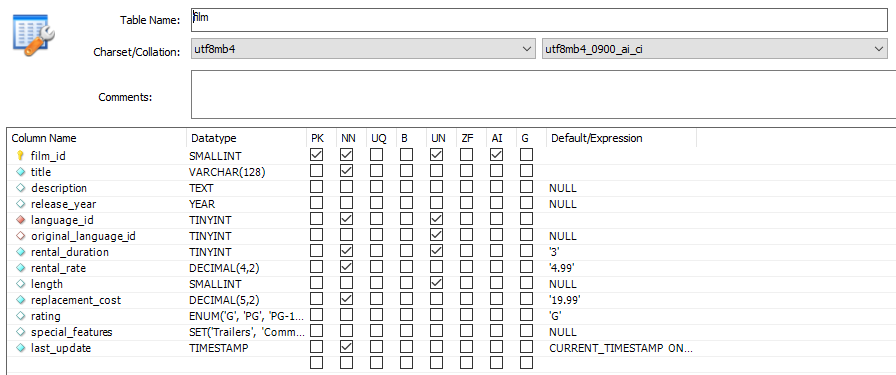 Table Name: film
Charset/Collation: utf8mb4 utf8mb4_0900_ai_ci
Comments:
Column Name Datatype PK NN UQ B UN ZF AI G Default/Expression
film_id SMALLINT
title VARCHAR(128)
description TEXT NULL
release_year YEAR NULL
language_id TINYINT
original_language_id TINYINT NULL
rental_duration TINYINT '3'
rental_rate DECIMAL(4,2) '4.99'
length SMALLINT NULL
replacement_cost DECIMAL(5,2) '19.99'
rating ENUM('G', 'PG', 'PG-1... 'G'
special_features SET('Trailers', 'Comm... NULL
last_update TIMESTAMP CURRENT_TIMESTAMP ON...